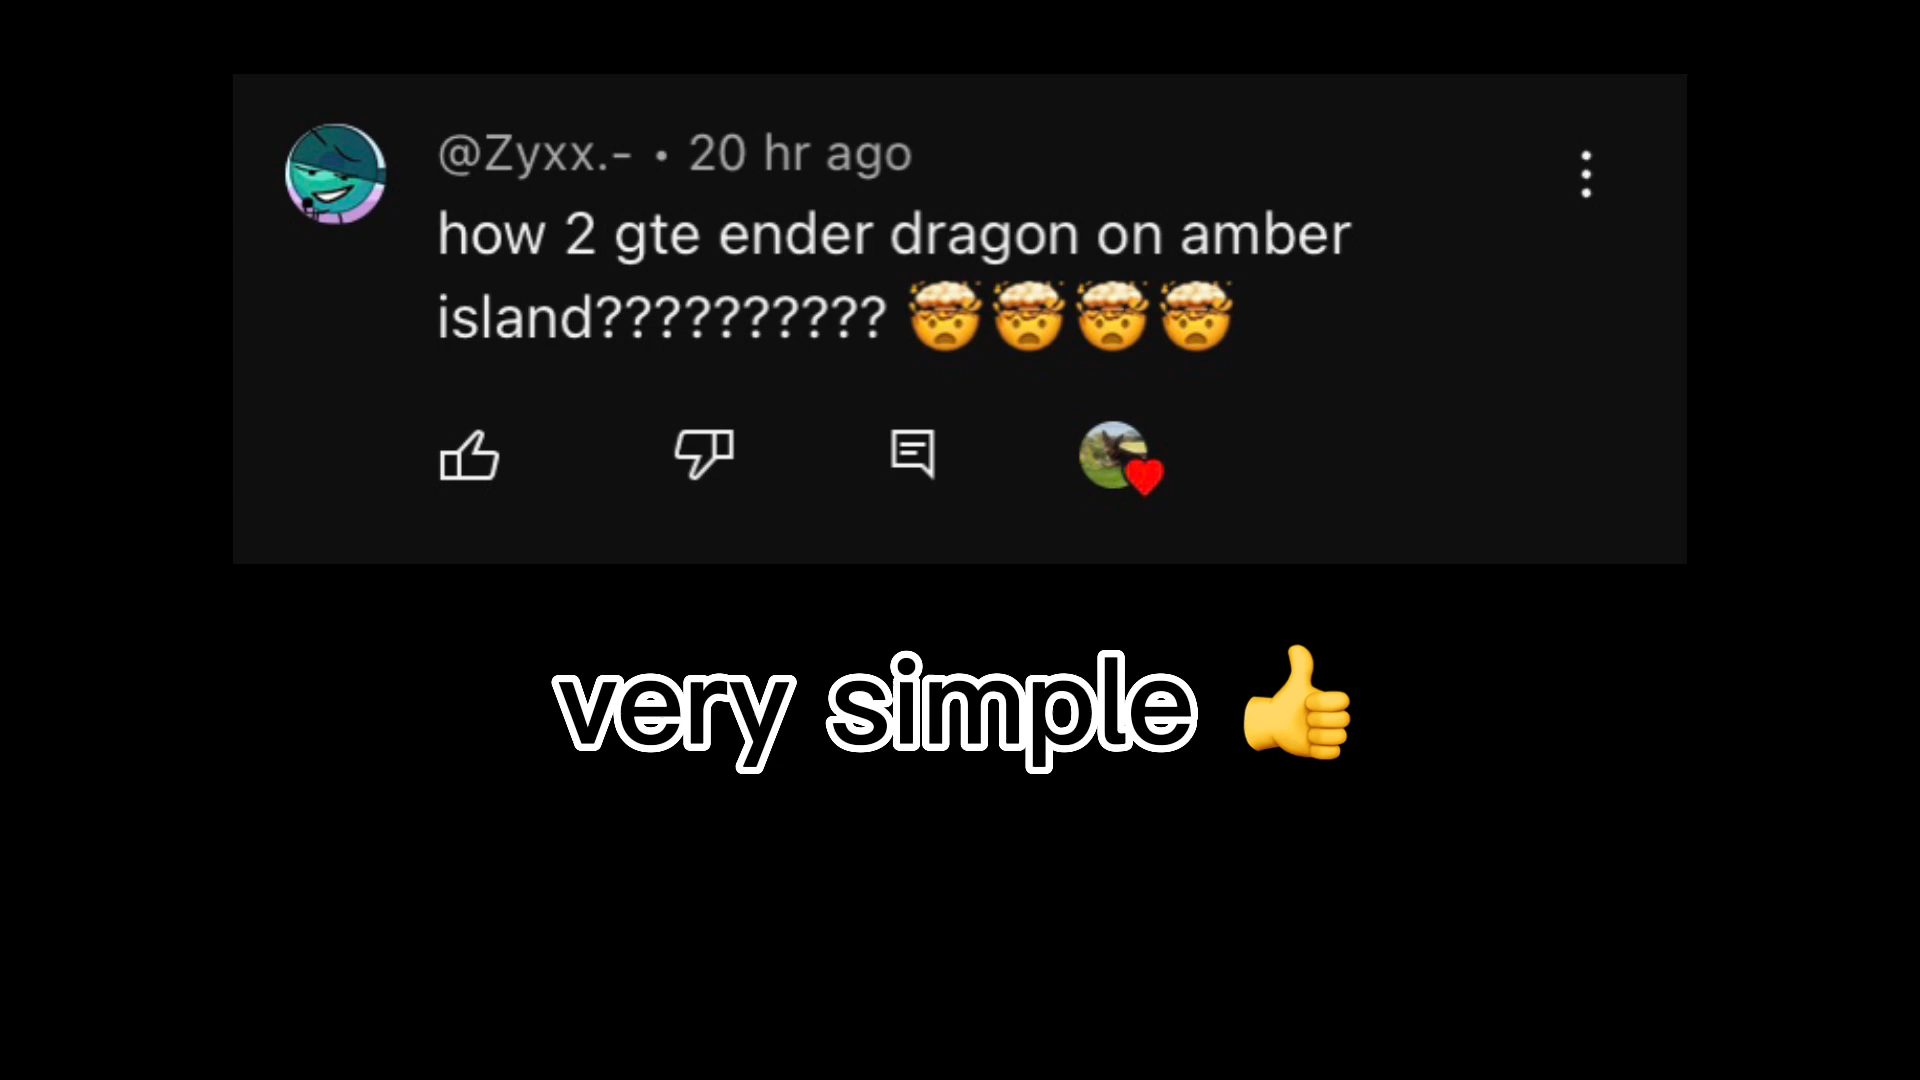 @Zyxx.- • 20 hr ago
how 2 gte ender dragon on amber
island?????????? 🤯🤯🤯🤯
very simple 👍